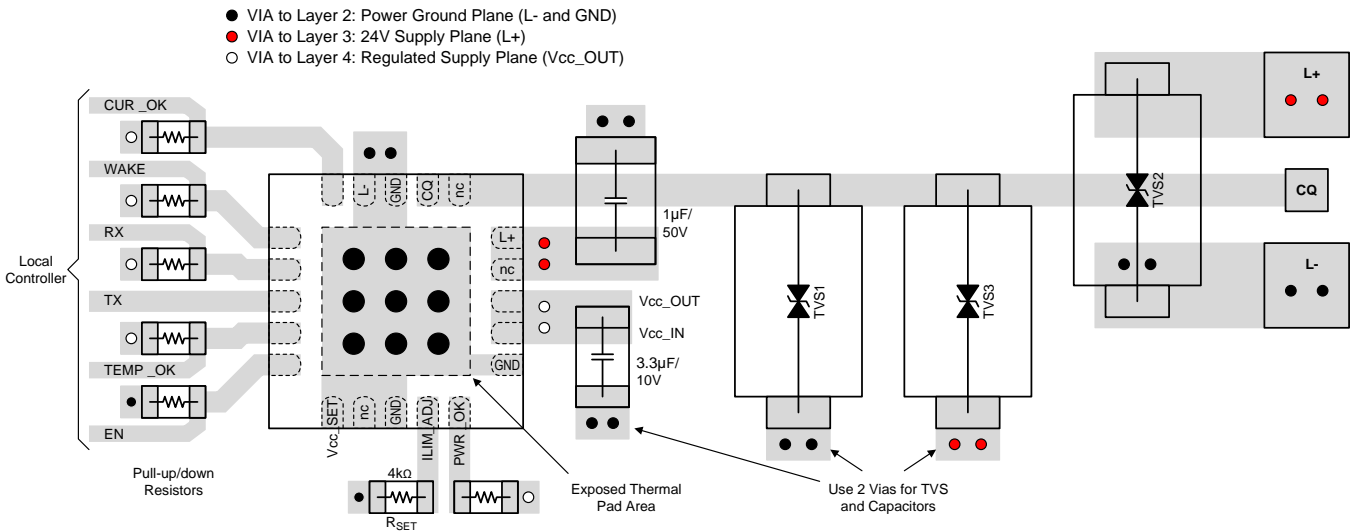 VIA to Layer 2: Power Ground Plane (L- and GND)
VIA to Layer 3: 24V Supply Plane (L+)
VIA to Layer 4: Regulated Supply Plane (Vcc_OUT)
CUR _OK
WAKE
RX
Local
Controller
TX
TEMP _OK
EN
Pull-up/down
Resistors
L-
GND
CQ
nc
L+
nc
GND
Vcc_SET
nc
GND
ILIM_ADJ
PWR_OK
4kΩ
RSET
1µF/
50V
Vcc_OUT
Vcc_IN
3.3µF/
10V
Exposed Thermal
Pad Area
TVS1
TVS3
TVS2
Use 2 Vias for TVS
and Capacitors
L+
CQ
L-